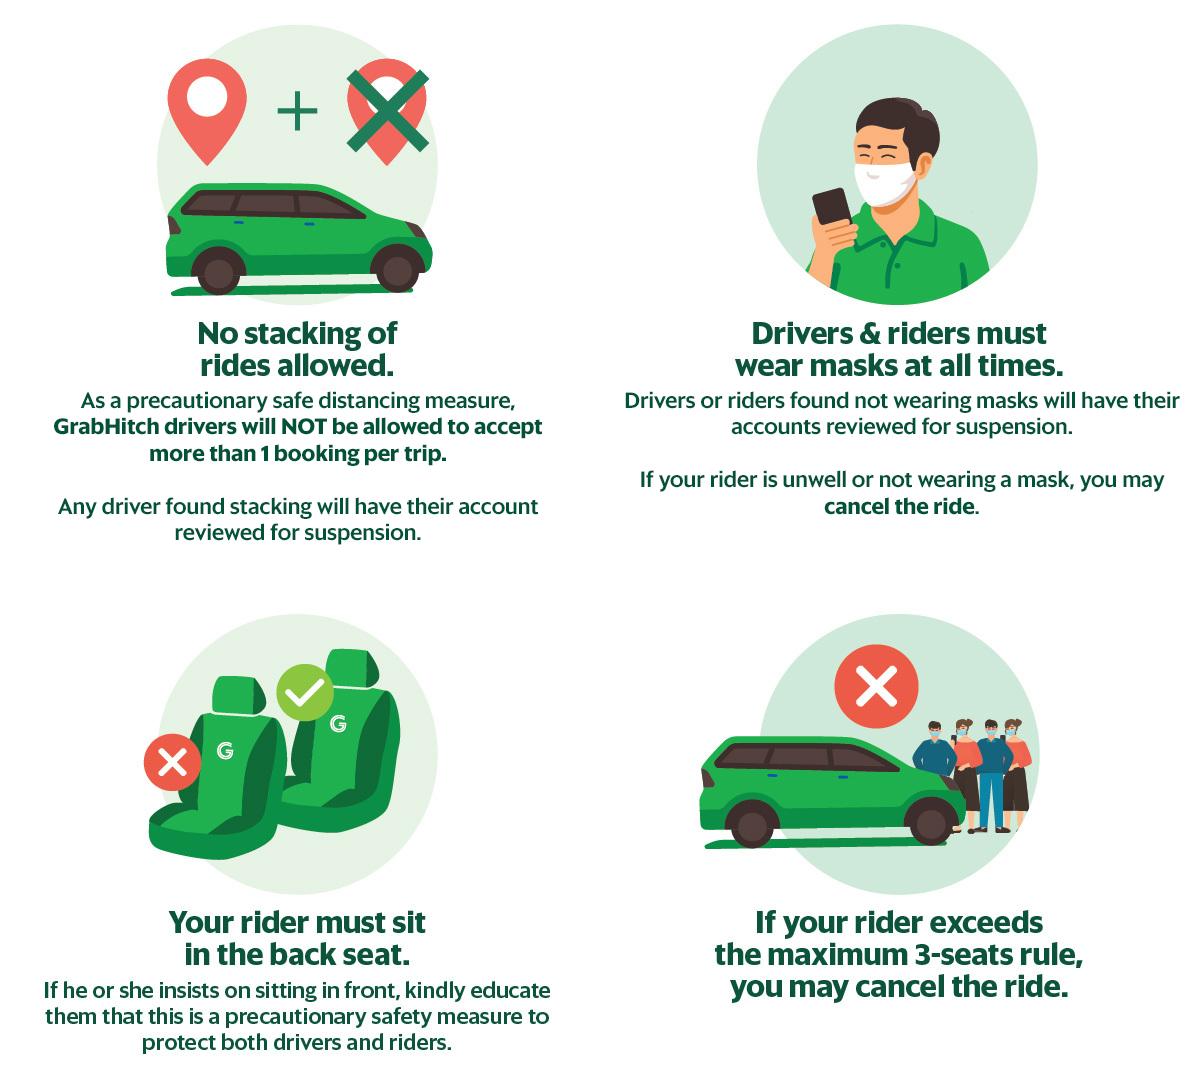 No stacking of
rides allowed.
As a precautionary safe distancing measure,
GrabHitch drivers will NOT be allowed to accept
more than 1 booking per trip.
Any driver found stacking will have their account
reviewed for suspension.
Drivers & riders must
wear masks at all times.
Drivers or riders found not wearing masks will have their
accounts reviewed for suspension.
If your rider is unwell or not wearing a mask, you may
cancel the ride.
G
G
Your rider must sit
in the back seat.
If he or she insists on sitting in front, kindly educate
them that this is a precautionary safety measure to
protect both drivers and riders.
If your rider exceeds
the maximum 3-seats rule,
you may cancel the ride.